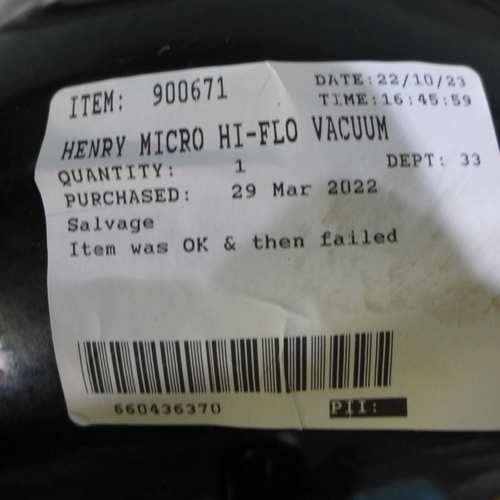 ITEM: 900671 DATE:22/10/23
TIME:16:45:59
HENRY MICRO HI-FLO VACUUM
QUANTITY: 1 DEPT: 33
PURCHASED: 29 Mar 2022
Salvage
Item was OK & then failed
660436370 PII: